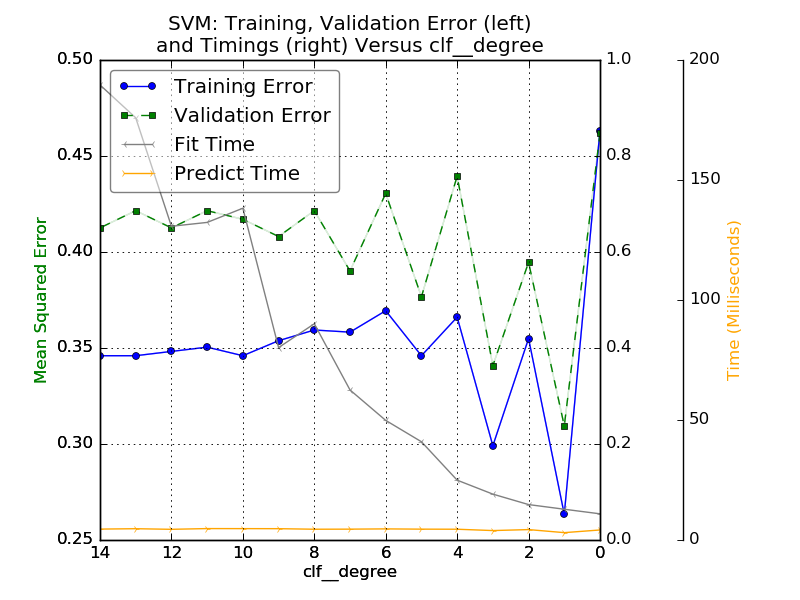 SVM: Training, Validation Error (left)
and Timings (right) Versus clf__degree
Training Error
Validation Error
Fit Time
Predict Time
Mean Squared Error
0.50
0.45
0.40
0.35
0.30
0.25
14 12 10 8 6 4 2 0
clf__degree
1.0
0.8
0.6
0.4
0.2
0.0
200
150
100
50
0
Time (Milliseconds)